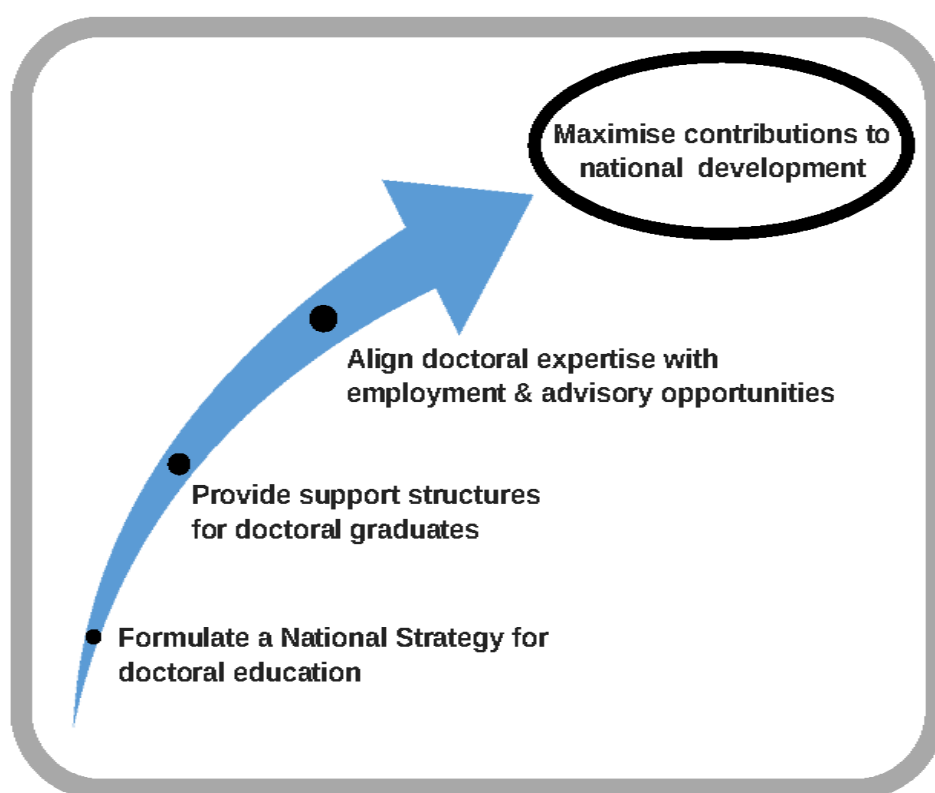 Maximise contributions to
national development
Align doctoral expertise with
employment & advisory opportunities
Provide support structures
for doctoral graduates
Formulate a National Strategy for
doctoral education